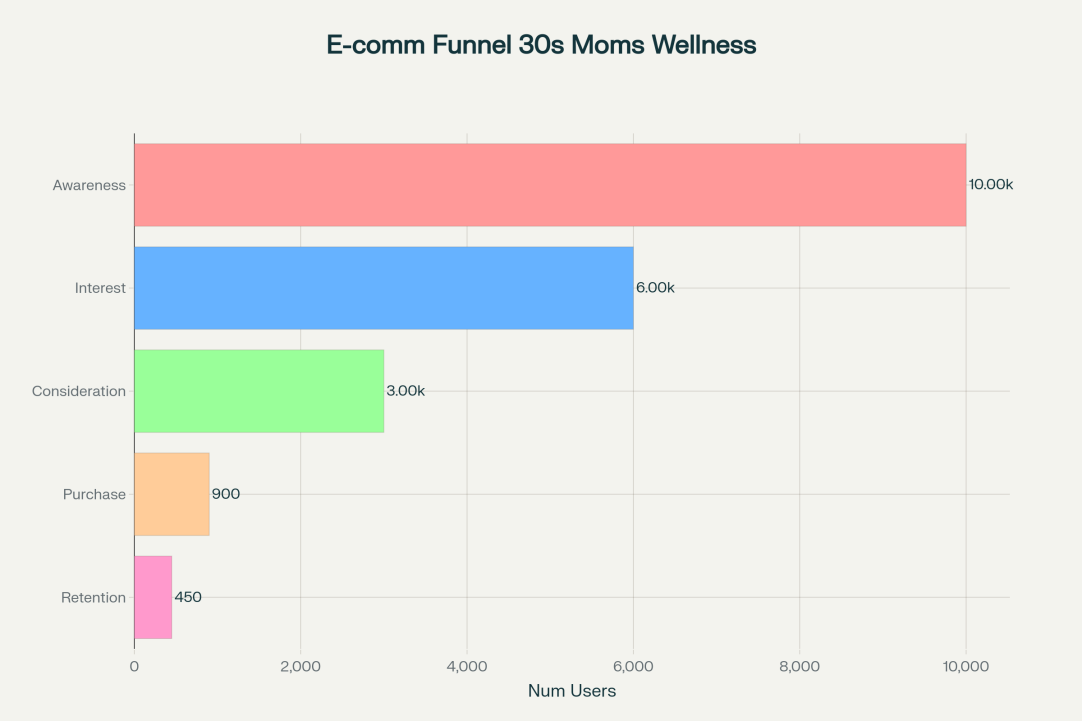 E-comm Funnel 30s Moms Wellness
Awareness
10.00k
Interest
6.00k
Consideration
3.00k
Purchase
900
Retention
450
0
2,000
4,000
6,000
8,000
10,000
Num Users